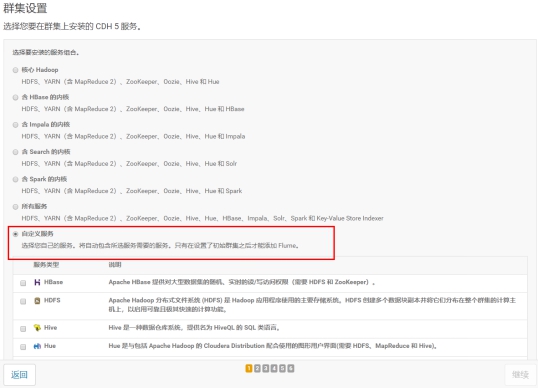 群集设置
选择您要在群集上安装的 CDH 5 服务。
选择要安装的服务组合。
核心 Hadoop
HDFS、YARN（含 MapReduce 2）、ZooKeeper、Oozie、Hive 和 Hue
含 HBase 的内核
HDFS、YARN（含 MapReduce 2）、ZooKeeper、Oozie、Hive、Hue 和 HBase
含 Impala 的内核
HDFS、YARN（含 MapReduce 2）、ZooKeeper、Oozie、Hive、Hue 和 Impala
含 Search 的内核
HDFS、YARN（含 MapReduce 2）、ZooKeeper、Oozie、Hive、Hue 和 Solr
含 Spark 的内核
HDFS、YARN（含 MapReduce 2）、ZooKeeper、Oozie、Hive、Hue 和 Spark
所有服务
HDFS、YARN（含 MapReduce 2）、ZooKeeper、Oozie、Hive、Hue、HBase、Impala、Solr、Spark 和 Key-Value Store Indexer
自定义服务
选择您自己的服务。将自动包含所选服务需要的服务。只有在设置了初始群集之后才能添加 Flume。
服务类型 说明
HBase Apache HBase 提供对大型数据集的随机、实时的读/写访问权限（需要 HDFS 和 ZooKeeper）。
HDFS Apache Hadoop 分布式文件系统 (HDFS) 是 Hadoop 应用程序使用的主要存储系统。HDFS 创建多个数据块副本并将它们分布在整个群集的计算主
机上，以启用可靠且极其快速的计算功能。
Hive Hive 是一种数据仓库系统，提供名为 HiveQL 的 SQL 类语言。
Hue Hue 是与包括 Apache Hadoop 的 Cloudera Distribution 配合使用的图形用户界面(需要 HDFS、MapReduce 和 Hive)。
返回 1 2 3 4 5 6 继续